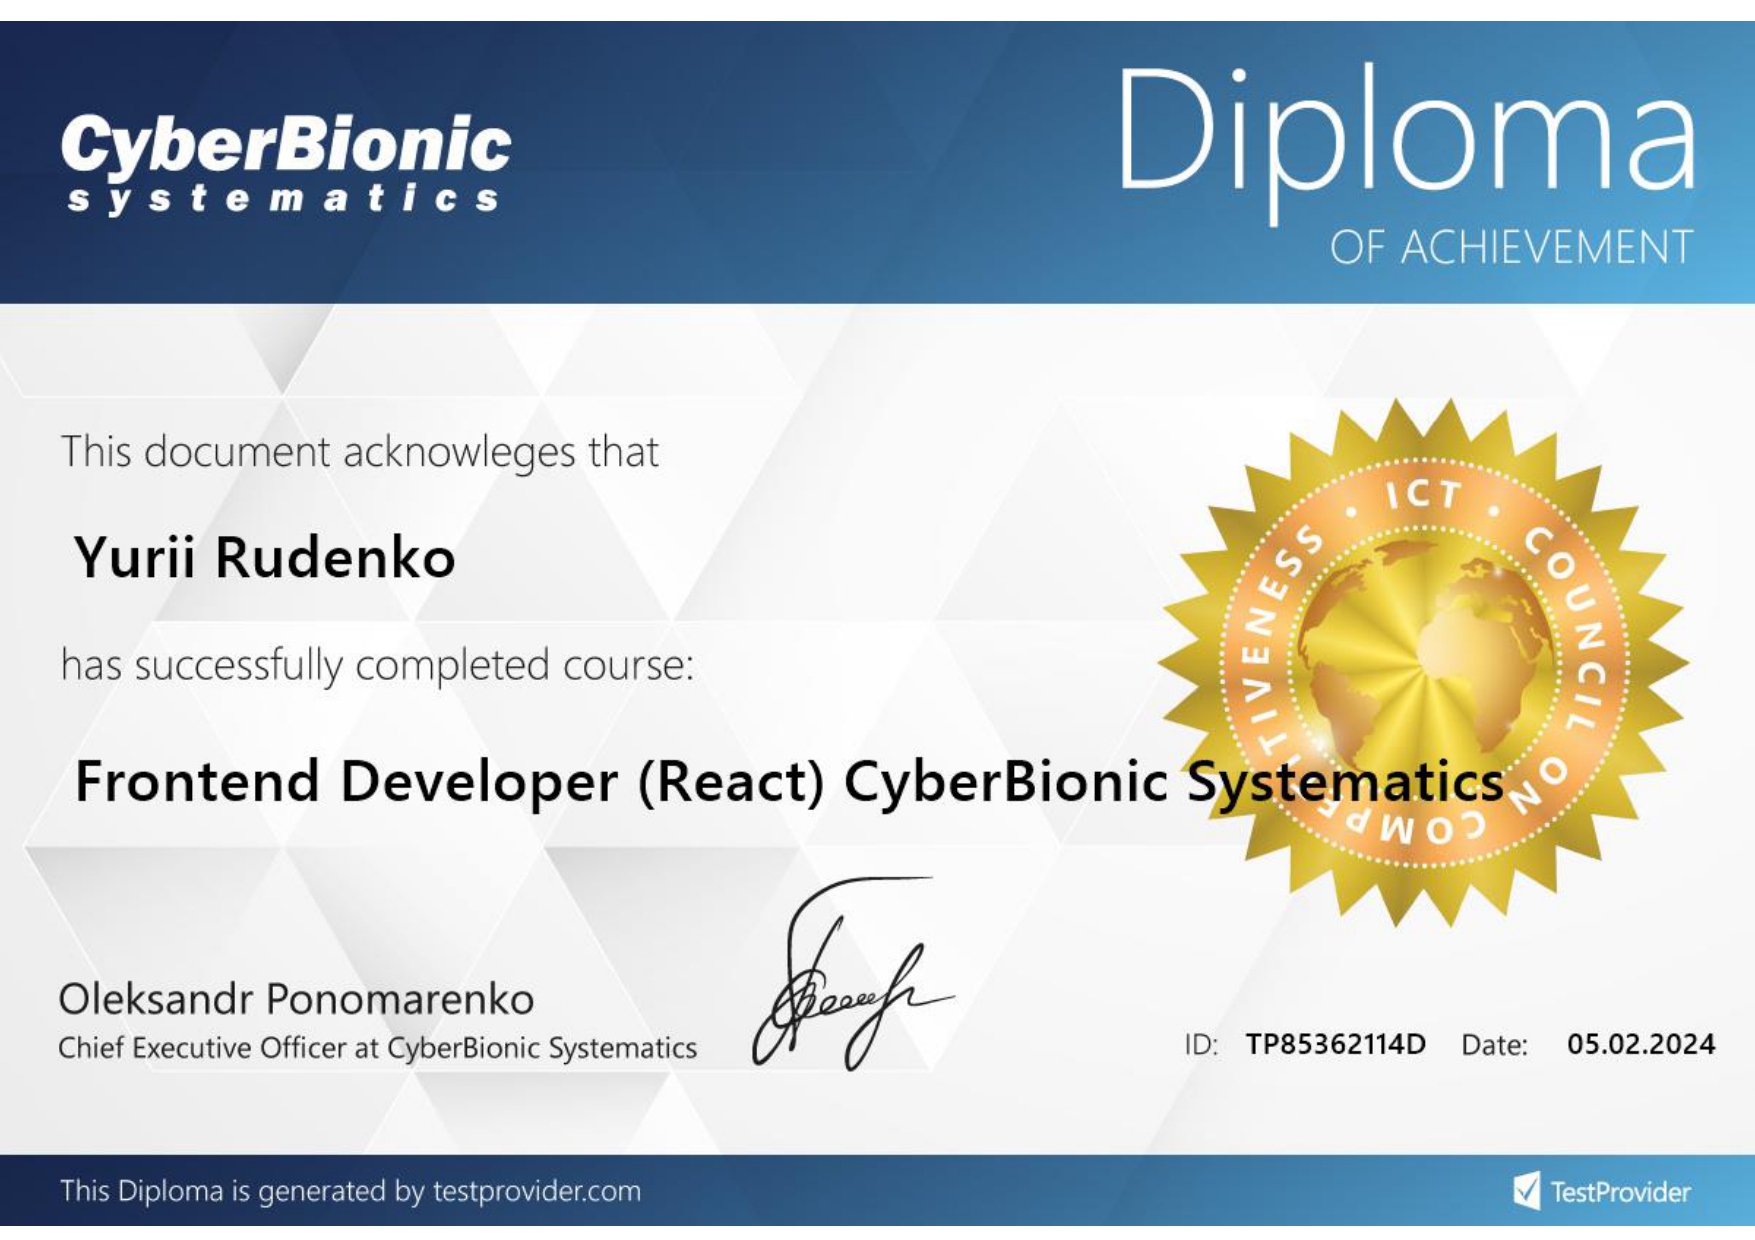 CyberBionic
systematics
Diploma
OF ACHIEVEMENT
This document acknowleges that
Yurii Rudenko
has successfully completed course:
Frontend Developer (React) CyberBionic Systematics
ICT • COUNCIL ON COMPETITIVENESS •
Oleksandr Ponomarenko
Chief Executive Officer at CyberBionic Systematics
ID: TP85362114D Date: 05.02.2024
This Diploma is generated by testprovider.com
TestProvider